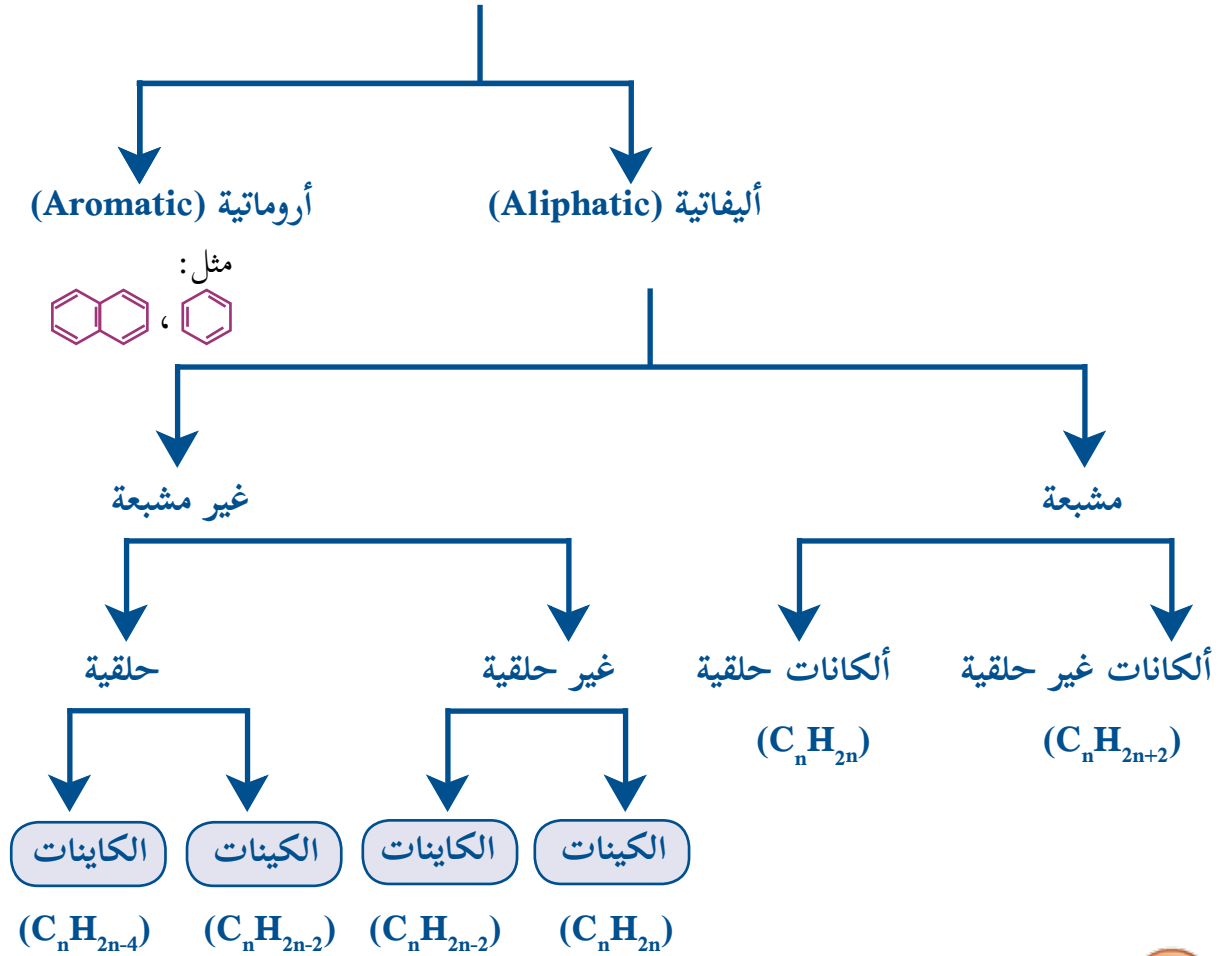 أليفاتية (Aliphatic)
أروماتية (Aromatic)
مثل:
،
مشبعة
غير مشبعة
ألكانات غير حلقية
ألكانات حلقية
غير حلقية
حلقية
(CₙH₂ₙ₊₂)
(CₙH₂ₙ)
الكينات
الكاينات
الكينات
الكاينات
(CₙH₂ₙ)
(CₙH₂ₙ₋₂)
(CₙH₂ₙ₋₂)
(CₙH₂ₙ₋₄)